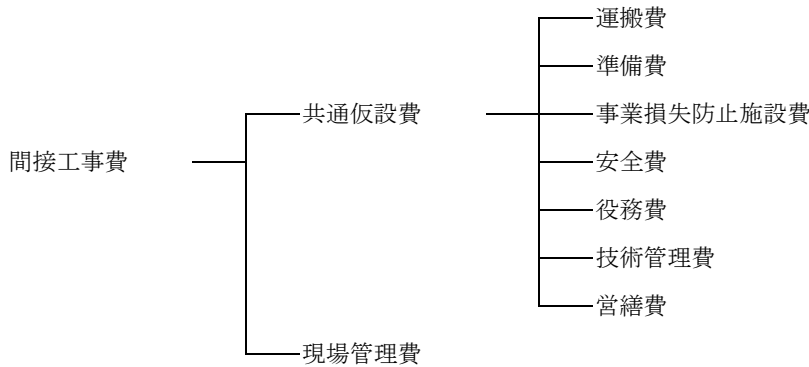 運搬費
準備費
共通仮設費
事業損失防止施設費
間接工事費
安全費
役務費
技術管理費
営繕費
現場管理費